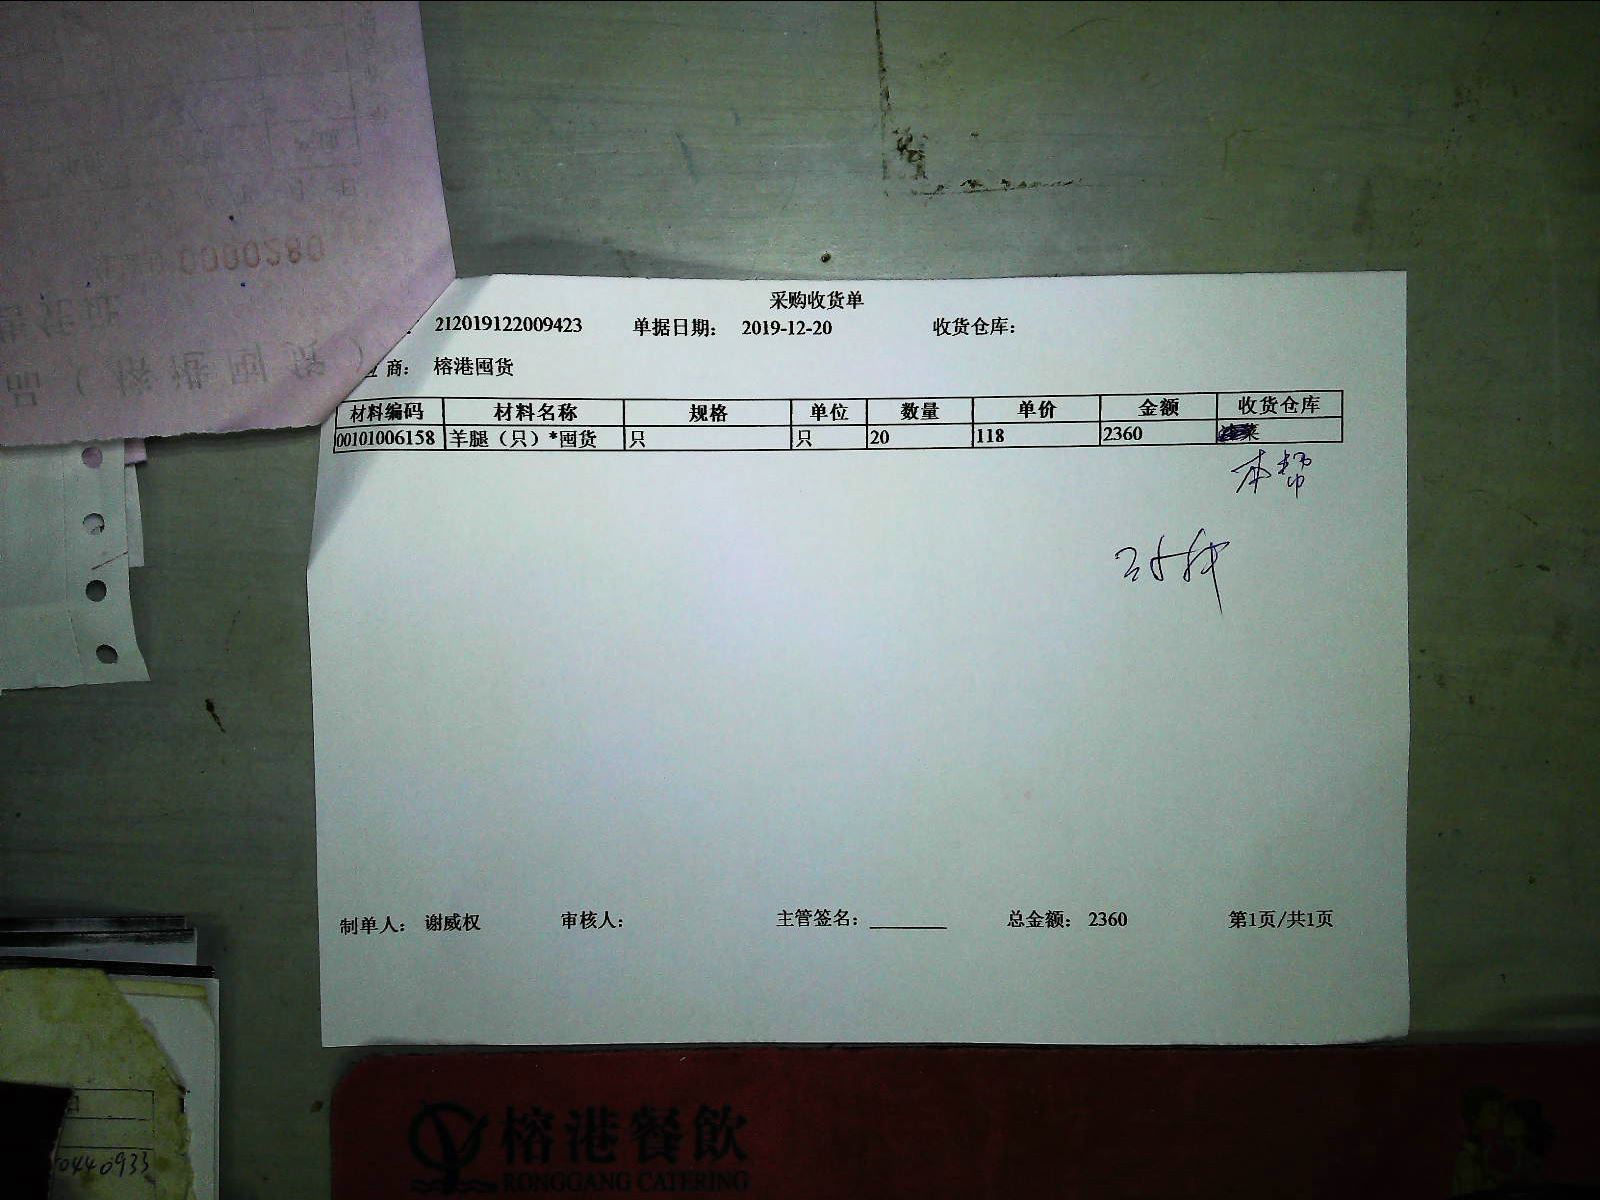 0000280
采购收货单
212019122009423 单据日期: 2019-12-20 收货仓库:
商: 榕港囤货
材料编码 材料名称 规格 单位 数量 单价 金额 收货仓库
00101006158 羊腿（只）*囤货 只 只 20 118 2360 菜
本帮
制单人: 谢威权 审核人: 主管签名: 总金额: 2360 第1页/共1页
榕港餐飲
RONGGANG CATERING
0440933